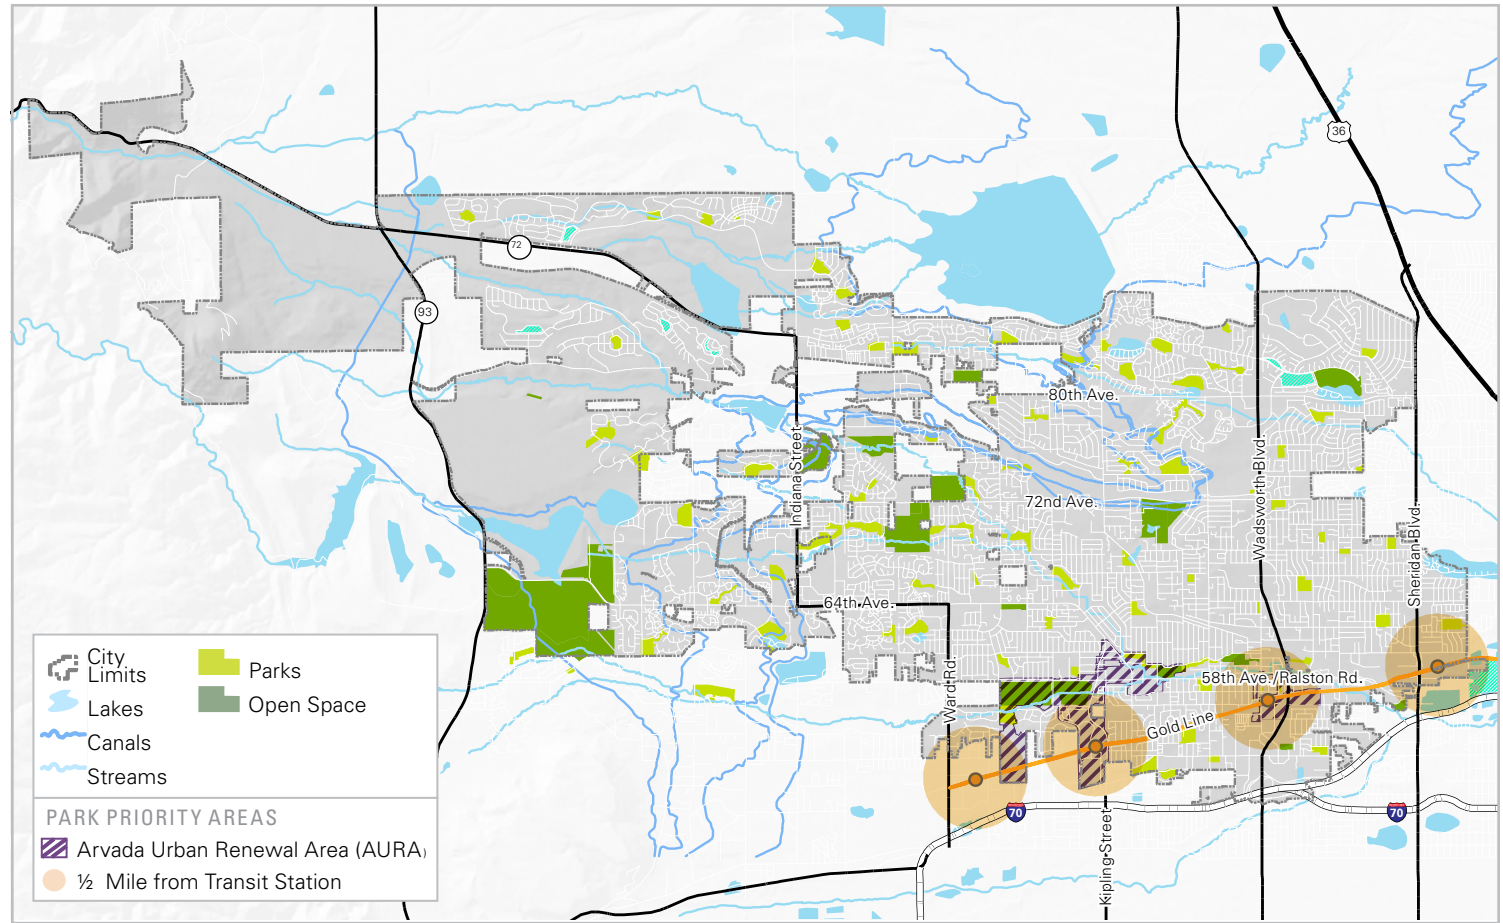 36
72
93
80th Ave.
Indiana Street
72nd Ave.
Wadsworth Blvd
Sheridan Blvd.
64th Ave.
Ward Rd.
58th Ave./Ralston Rd.
Gold Line
Kipling Street
70
70
City
Limits
Lakes
Canals
Streams
Parks
Open Space
PARK PRIORITY AREAS
Arvada Urban Renewal Area (AURA)
½ Mile from Transit Station